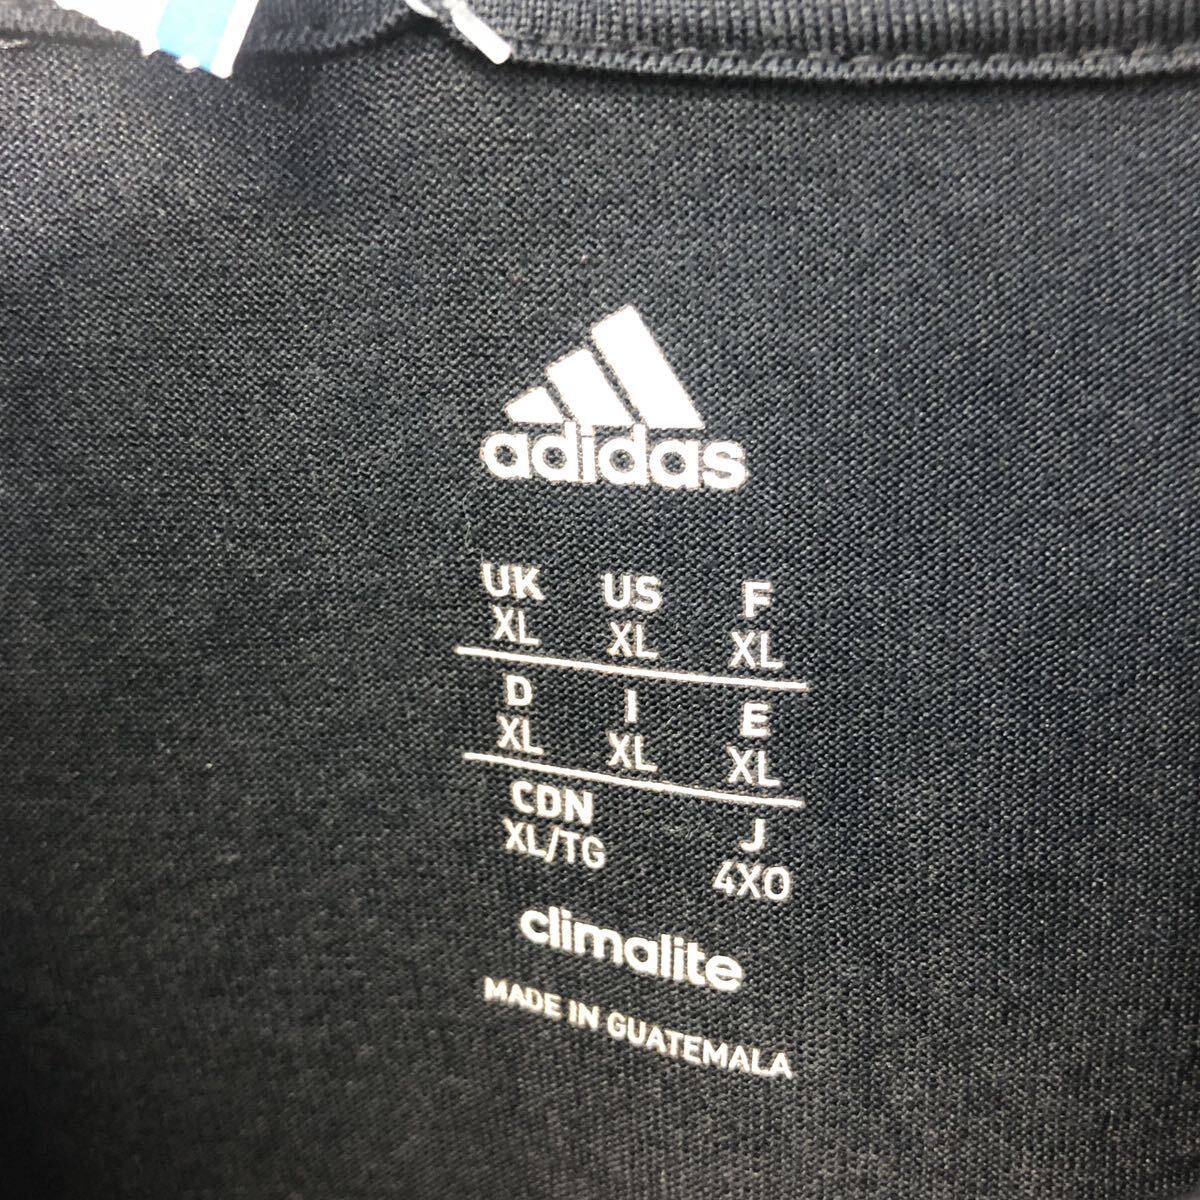 adidas
UK US F
XL XL XL
D I E
XL XL XL
CDN J
XL/TG 4XO
climalite
MADE IN GUATEMALA